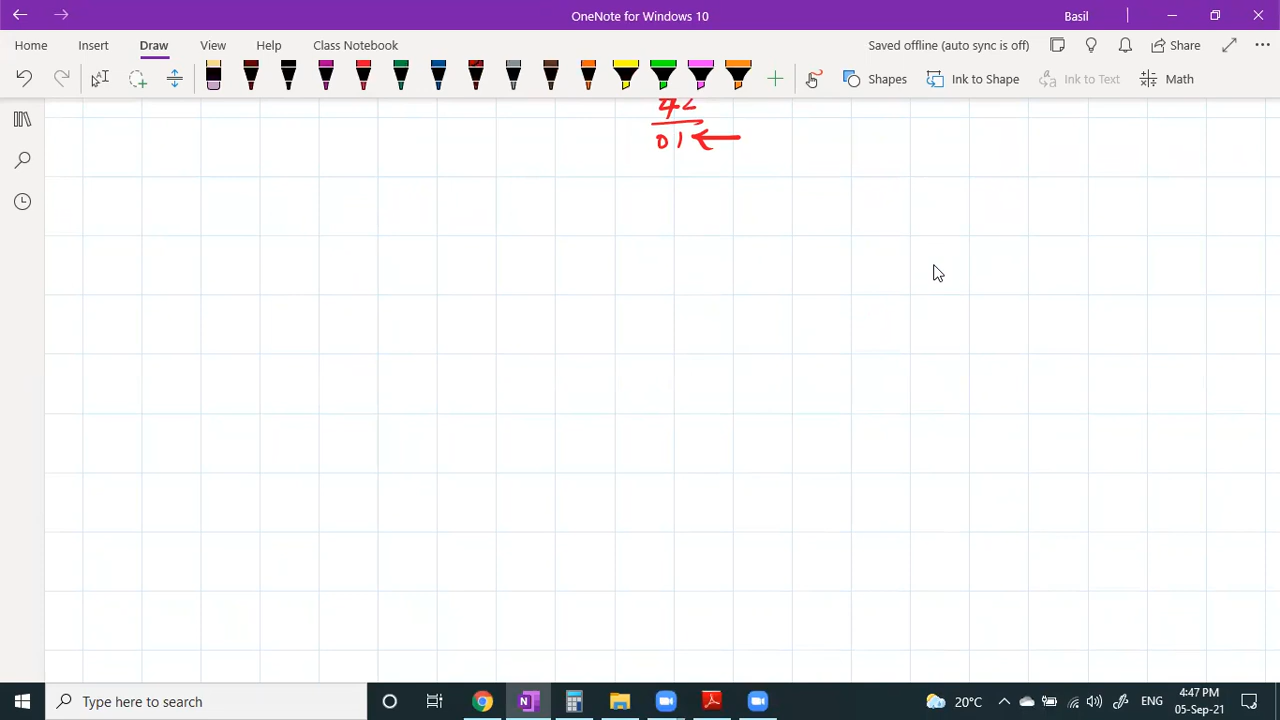 OneNote for Windows 10
Basil
Home Insert Draw View Help Class Notebook
Saved offline (auto sync is off)
Share
Shapes
Ink to Shape
Ink to Text
Math
42
01
Type here to search
20°C
ENG
4:47 PM
05-Sep-21